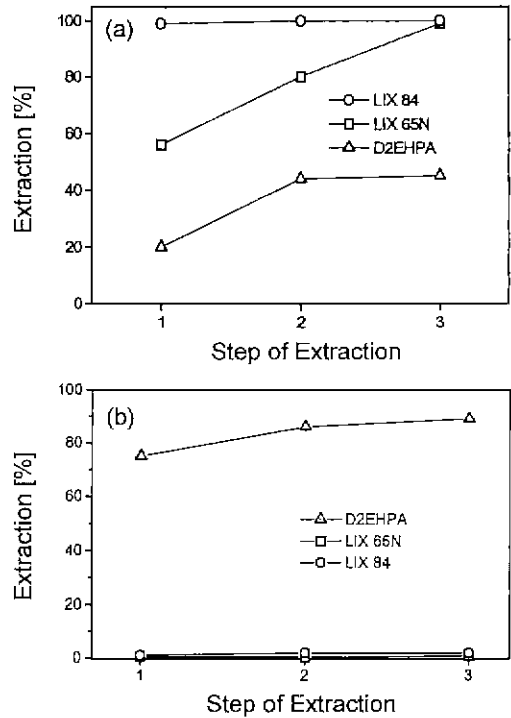 (a)
100
80
60
40
20
0
Extraction [%]
LIX 84
LIX 65N
D2EHPA
1 2 3
Step of Extraction
(b)
100
80
60
40
20
0
Extraction [%]
D2EHPA
LIX 65N
LIX 84
1 2 3
Step of Extraction